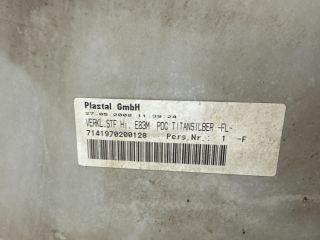 Plastal GmbH
27.05.2008 11:39:24
VERKL.STF Hi. E83M PDC TITANSILBER -FL-
7141970200128 Pers.Nr.: 1 -F